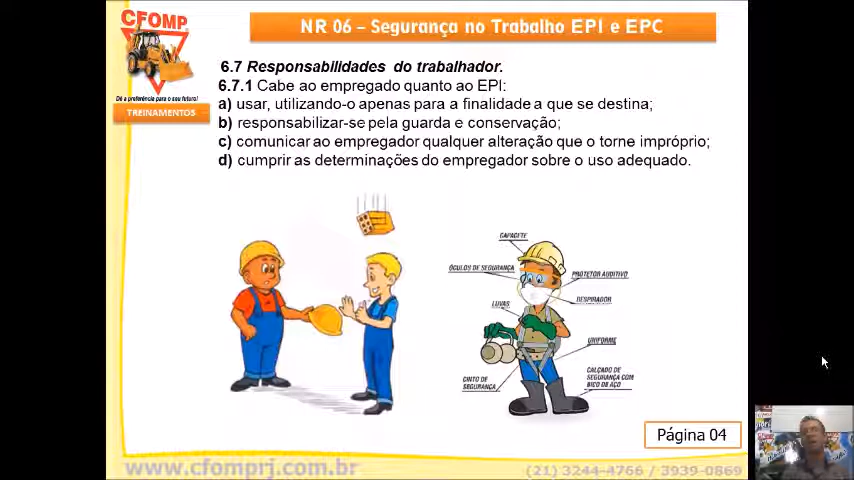 CFOMP
Dê a preferência para o seu futuro!
TREINAMENTOS
NR 06 – Segurança no Trabalho EPI e EPC
6.7 Responsabilidades do trabalhador.
6.7.1 Cabe ao empregado quanto ao EPI:
a) usar, utilizando-o apenas para a finalidade a que se destina;
b) responsabilizar-se pela guarda e conservação;
c) comunicar ao empregador qualquer alteração que o torne impróprio;
d) cumprir as determinações do empregador sobre o uso adequado.
CAPACETE
ÓCULOS DE SEGURANÇA
PROTETOR AUDITIVO
RESPIRADOR
LUVAS
UNIFORME
CINTO DE
SEGURANÇA
CALÇADO DE
SEGURANÇA COM
BICO DE AÇO
Página 04
www.cfomprj.com.br
(21) 3244-4766 / 3939-0869